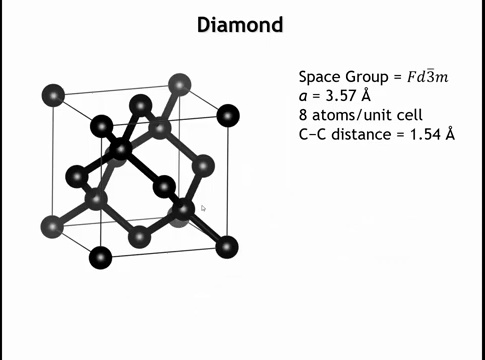 Diamond
Space Group = Fd3̅m
a = 3.57 Å
8 atoms/unit cell
C−C distance = 1.54 Å